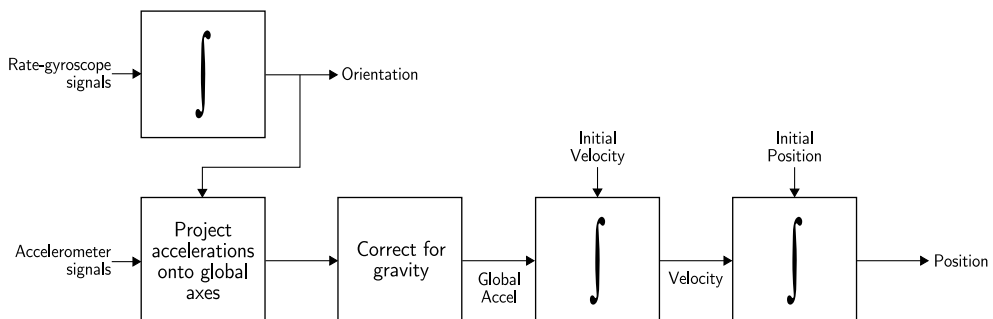 Rate-gyroscope
signals
∫
Orientation
Initial
Velocity
Initial
Position
Accelerometer
signals
Project
accelerations
onto global
axes
Correct for
gravity
Global
Accel
∫
Velocity
∫
Position